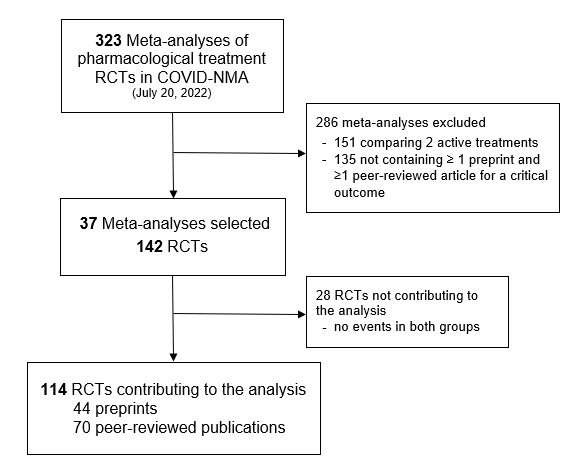 323 Meta-analyses of
pharmacological treatment
RCTs in COVID-NMA
(July 20, 2022)
286 meta-analyses excluded
- 151 comparing 2 active treatments
- 135 not containing ≥ 1 preprint and
≥1 peer-reviewed article for a critical
outcome
37 Meta-analyses selected
142 RCTs
28 RCTs not contributing to
the analysis
- no events in both groups
114 RCTs contributing to the analysis
44 preprints
70 peer-reviewed publications